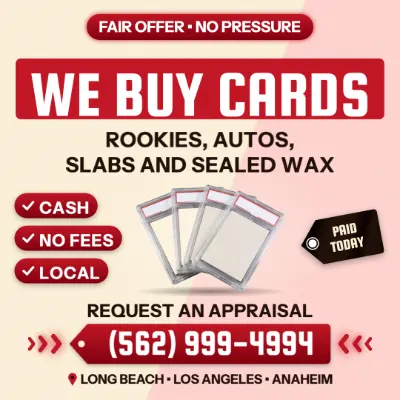 FAIR OFFER • NO PRESSURE
WE BUY CARDS
ROOKIES, AUTOS,
SLABS AND SEALED WAX
CASH
NO FEES
LOCAL
PAID
TODAY
REQUEST AN APPRAISAL
(562) 999-4994
LONG BEACH • LOS ANGELES • ANAHEIM